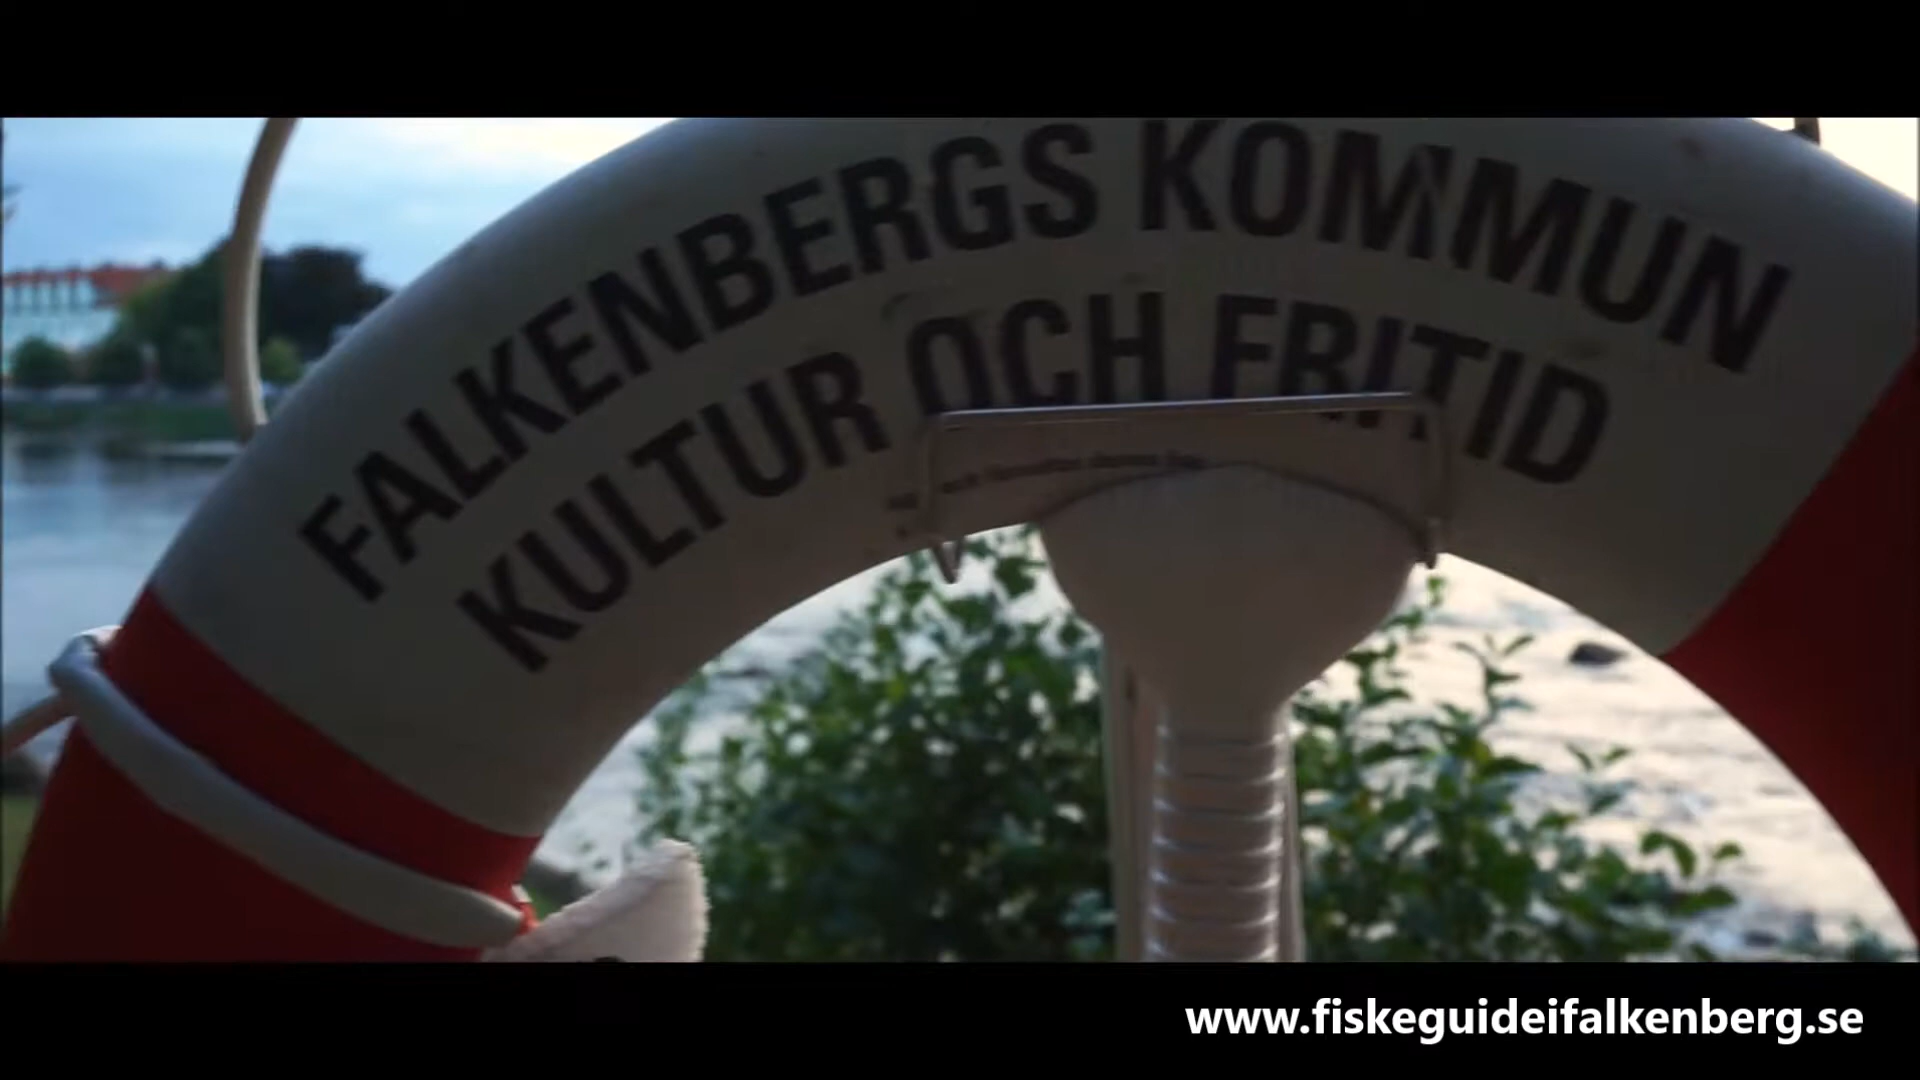 FALKENBERGS KOMMUN
KULTUR OCH FRITID
www.fiskeguideifalkenberg.se